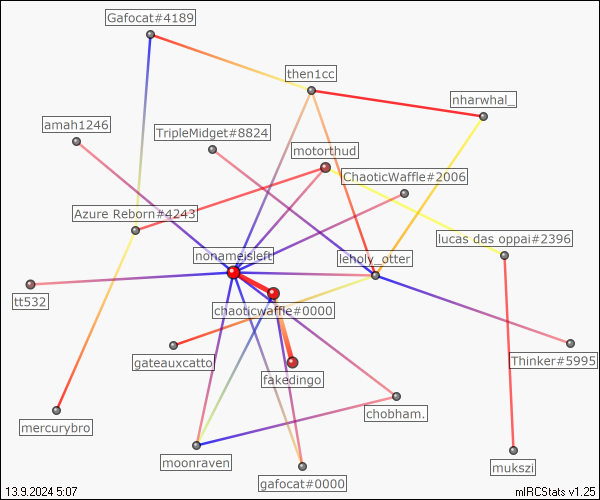 Gafocat#4189
then1cc
nharwhal_
amah1246
TripleMidget#8824
motorthud
ChaoticWaffle#2006
Azure Reborn#4243
lucas das oppai#2396
nonameisleft
leholy_otter
tt532
chaoticwaffle#0000
gateauxcatto
Thinker#5995
fakedingo
chobham.
mercurybro
moonraven
mukszi
gafocat#0000
13.9.2024 5:07
mIRCStats v1.25